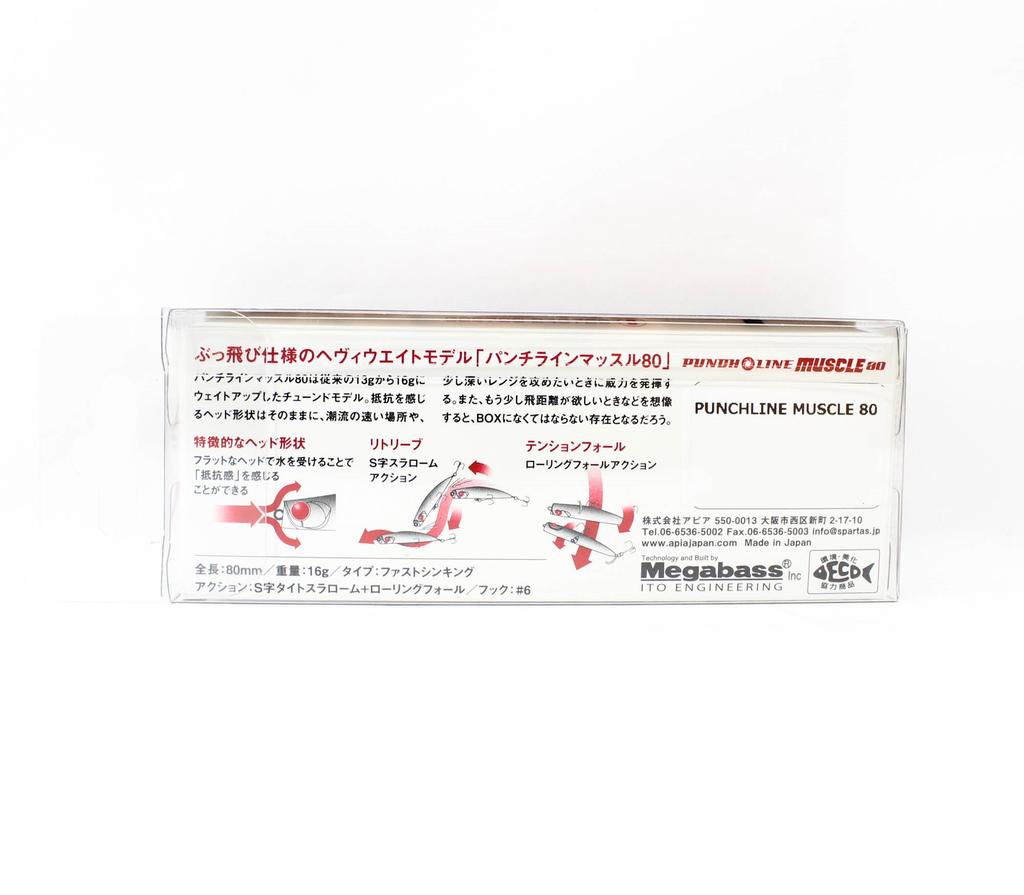 ぶっ飛び仕様のヘヴィウエイトモデル「パンチラインマッスル80」
パンチラインマッスル80は従来の13gから16gに
ウェイトアップしたチューンドモデル。抵抗を感じ
るヘッド形状はそのままに、潮流の速い場所や、
少し深いレンジを攻めたいときに威力を発揮す
る。また、もう少し飛距離が欲しいときなどを想像
すると、BOXになくてはならない存在となるだろう。
PUNCH LINE MUSCLE 80
PUNCHLINE MUSCLE 80
特徴的なヘッド形状
フラットなヘッドで水を受けることで
「抵抗感」を感じる
ことができる
リトリーブ
S字スラローム
アクション
テンションフォール
ローリングフォールアクション
全長:80mm／重量:16g／タイプ:ファストシンキング
アクション:S字タイトスラローム+ローリングフォール／フック:#6
株式会社アピア 550-0013 大阪市西区新町 2-17-10
Tel.06-6536-5002 Fax.06-6536-5003 info@spartas.jp
www.apiajapan.com Made in Japan
Technology and Built by
Megabass® Inc
ITO ENGINEERING
環境・美化
ECO
協力商品